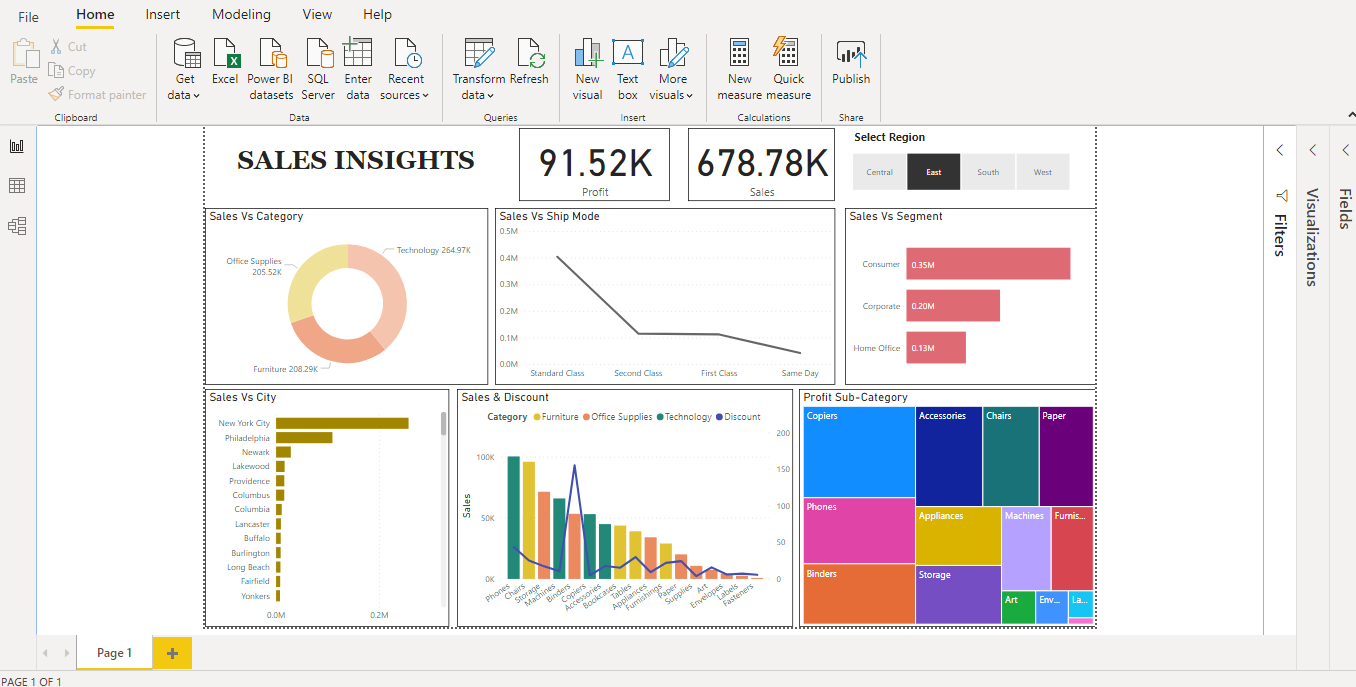 File Home Insert Modeling View Help
Paste
Cut
Copy
Format painter
Clipboard
Get data
Excel
Power BI datasets
SQL Server
Enter data
Recent sources
Data
Transform data
Refresh
Queries
New visual
Text box
More visuals
Insert
New measure
Quick measure
Calculations
Publish
Share
SALES INSIGHTS
91.52K
Profit
678.78K
Sales
Select Region
Central East South West
Sales Vs Category
Technology 264.97K
Office Supplies
205.52K
Furniture 208.29K
Sales Vs Ship Mode
0.5M
0.4M
0.3M
0.2M
0.1M
0.0M
Standard Class Second Class First Class Same Day
Sales Vs Segment
Consumer 0.35M
Corporate 0.20M
Home Office 0.13M
Filters
Visualizations
Fields
Sales Vs City
New York City
Philadelphia
Newark
Lakewood
Providence
Columbus
Columbia
Lancaster
Buffalo
Burlington
Long Beach
Fairfield
Yonkers
0.0M 0.2M
Sales & Discount
Category Furniture Office Supplies Technology Discount
Sales
100K
50K
0K
200
150
100
50
0
Phones
Chairs
Storage
Machines
Binders
Copiers
Accessories
Bookcases
Tables
Appliances
Furnishings
Paper
Supplies
Art
Envelopes
Labels
Fasteners
Profit Sub-Category
Copiers
Accessories
Chairs
Paper
Phones
Appliances
Machines
Furnis...
Binders
Storage
Art
Env...
La...
Page 1
PAGE 1 OF 1